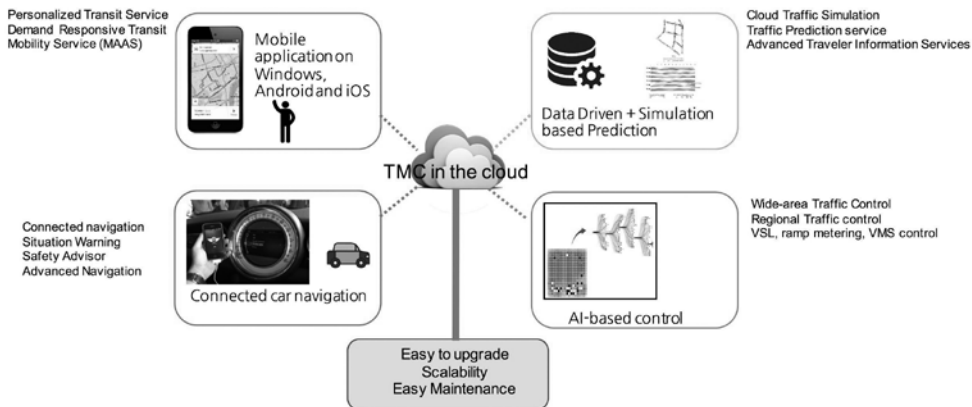 Personalized Transit Service
Demand Responsive Transit
Mobility Service (MAAS)
Mobile
application on
Windows,
Android and iOS
Cloud Traffic Simulation
Traffic Prediction service
Advanced Traveler Information Services
Data Driven + Simulation
based Prediction
TMC in the cloud
Connected navigation
Situation Warning
Safety Advisor
Advanced Navigation
Connected car navigation
Wide-area Traffic Control
Regional Traffic control
VSL, ramp metering, VMS control
AI-based control
Easy to upgrade
Scalability
Easy Maintenance